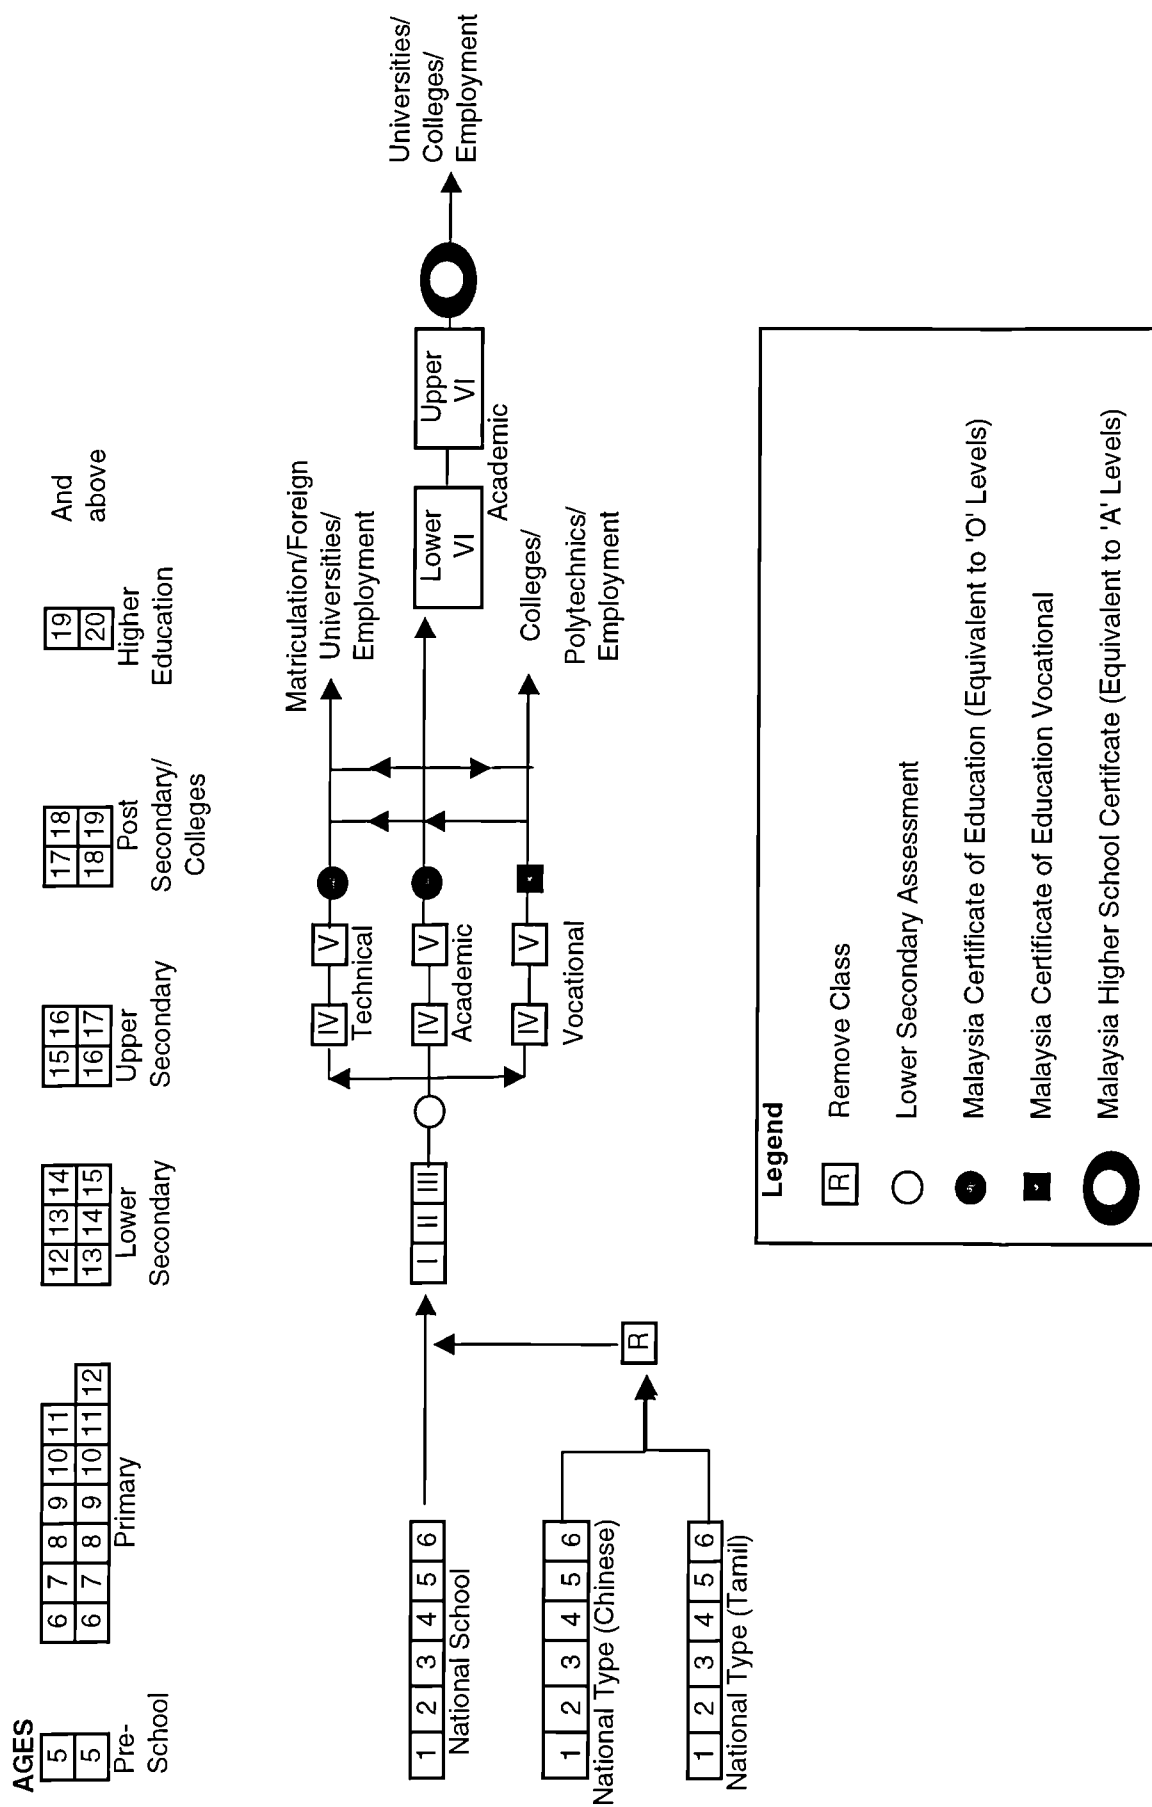 AGES
5
5
Pre-
School
6 7 8 9 10 11
6 7 8 9 10 11 12
Primary
12 13 14
13 14 15
Lower
Secondary
15 16
16 17
Upper
Secondary
17 18
18 19
Post
Secondary/
Colleges
19
20
Higher
Education
And
above
1 2 3 4 5 6
National School
1 2 3 4 5 6
National Type (Chinese)
1 2 3 4 5 6
National Type (Tamil)
R
I II III
IV V
Technical
IV V
Academic
IV V
Vocational
Matriculation/Foreign
Universities/
Employment
Lower
VI
Upper
VI
Academic
Colleges/
Polytechnics/
Employment
Universities/
Colleges/
Employment
Legend
R Remove Class
Lower Secondary Assessment
Malaysia Certificate of Education (Equivalent to 'O' Levels)
Malaysia Certificate of Education Vocational
Malaysia Higher School Certifcate (Equivalent to 'A' Levels)